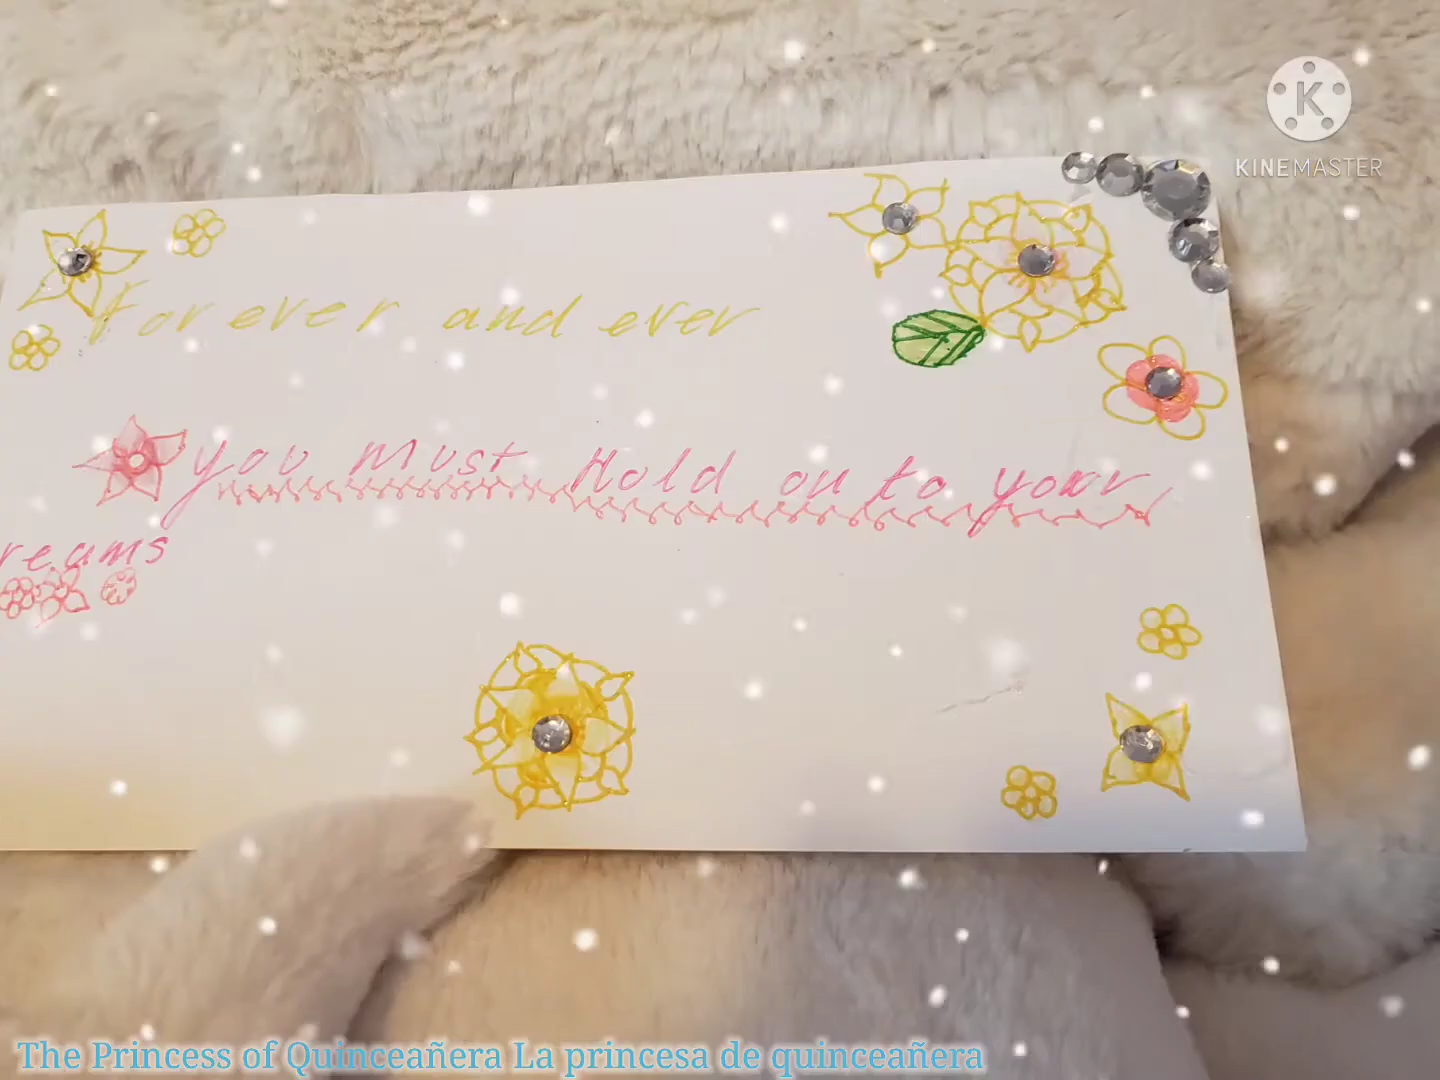 K
KINEMASTER
Forever and ever
you must Hold on to your
reams
The Princess of Quinceañera La princesa de quinceañera